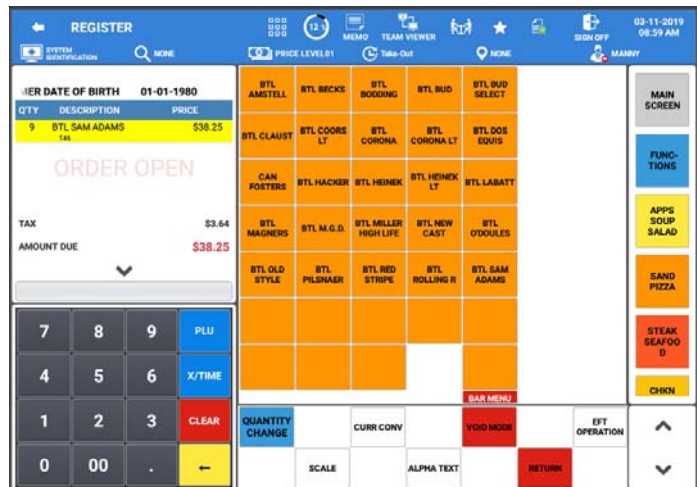 REGISTER
12 h
MEMO
TEAM VIEWER
SIGN OFF
03-11-2019
08:59 AM
SYSTEM IDENTIFICATION
NONE
PRICE LEVEL01
Take-Out
NONE
MANNY
DATE OF BIRTH 01-01-1980
QTY DESCRIPTION PRICE
9 BTL SAM ADAMS $38.25
ORDER OPEN
TAX $3.64
AMOUNT DUE $38.25
7 8 9 PLU
4 5 6 X/TIME
1 2 3 CLEAR
0 00 . ←
BTL AMSTELL
BTL BECKS
BTL BODDING
BTL BUD
BTL BUD SELECT
BTL CLAUST
BTL COORS LT
BTL CORONA
BTL CORONA LT
BTL DOS EQUIS
CAN FOSTERS
BTL HACKER
BTL HEINEK
BTL HEINEK LT
BTL LABATT
BTL MAGNERS
BTL M.G.D.
BTL MILLER HIGH LIFE
BTL NEW CAST
BTL O'DOULES
BTL OLD STYLE
BTL PILSNAER
BTL RED STRIPE
BTL ROLLING R
BTL SAM ADAMS
BAR MENU
QUANTITY CHANGE
CURR CONV
VOID MODE
EFT OPERATION
SCALE
ALPHA TEXT
RETURN
MAIN SCREEN
FUNC-
TIONS
APPS
SOUP
SALAD
SAND
PIZZA
STEAK
SEAFOO
D
CHKN